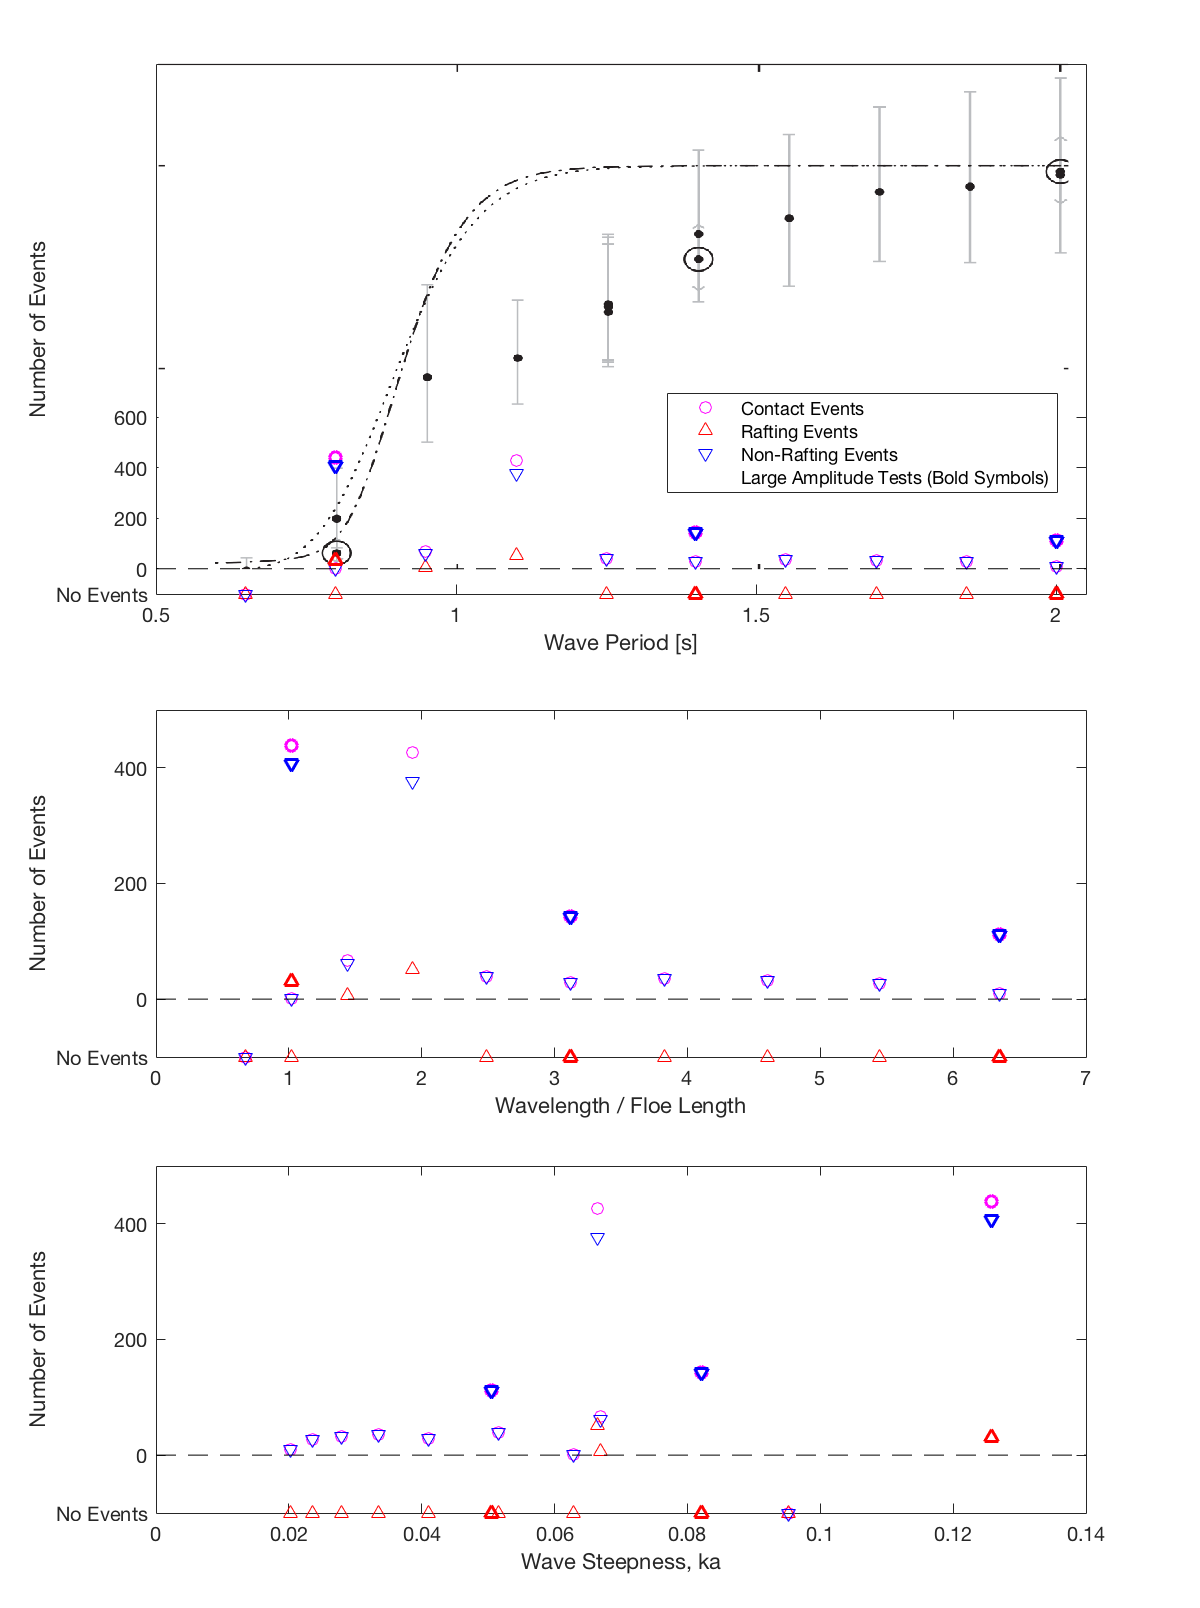 Number of Events
600
400
200
0
No Events
Contact Events
Rafting Events
Non-Rafting Events
Large Amplitude Tests (Bold Symbols)
0.5 1 1.5 2
Wave Period [s]
Number of Events
400
200
0
No Events
0 1 2 3 4 5 6 7
Wavelength / Floe Length
Number of Events
400
200
0
No Events
0 0.02 0.04 0.06 0.08 0.1 0.12 0.14
Wave Steepness, ka